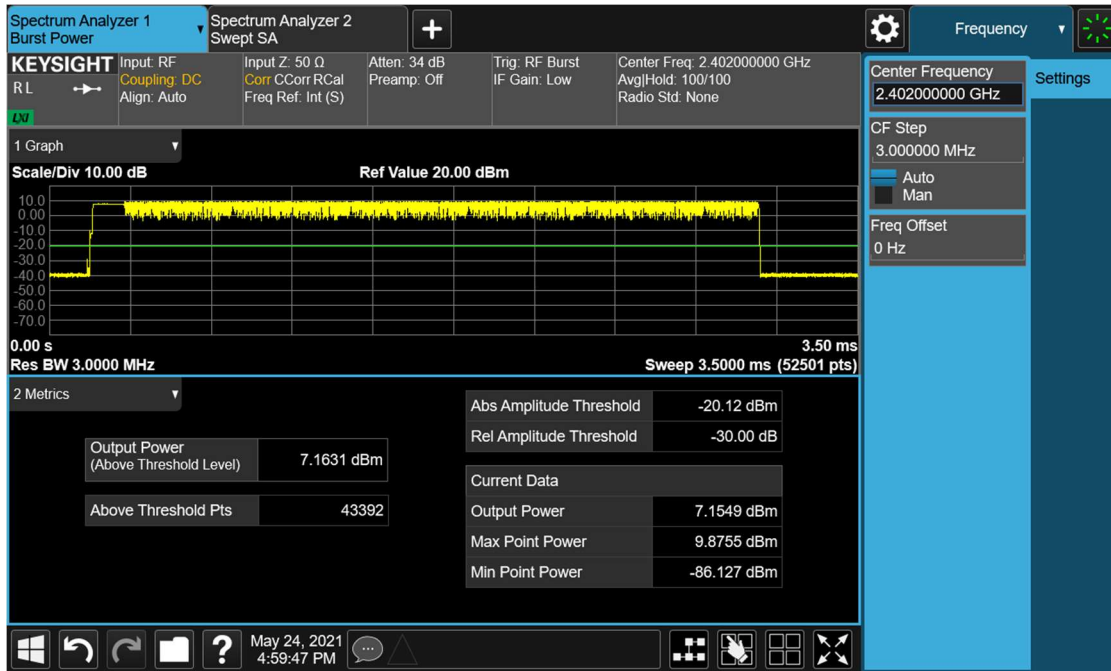 Spectrum Analyzer 1
Burst Power
Spectrum Analyzer 2
Swept SA
Frequency
KEYSIGHT
RL
LXI
Input: RF
Coupling: DC
Align: Auto
Input Z: 50 Ω
Corr CCorr RCal
Freq Ref: Int (S)
Atten: 34 dB
Preamp: Off
Trig: RF Burst
IF Gain: Low
Center Freq: 2.402000000 GHz
Avg|Hold: 100/100
Radio Std: None
Center Frequency
2.402000000 GHz
Settings
CF Step
3.000000 MHz
Auto
Man
Freq Offset
0 Hz
1 Graph
Scale/Div 10.00 dB
Ref Value 20.00 dBm
10.0
0.00
-10.0
-20.0
-30.0
-40.0
-50.0
-60.0
-70.0
0.00 s
3.50 ms
Res BW 3.0000 MHz
Sweep 3.5000 ms (52501 pts)
2 Metrics
Output Power
(Above Threshold Level)
7.1631 dBm
Above Threshold Pts
43392
Abs Amplitude Threshold
-20.12 dBm
Rel Amplitude Threshold
-30.00 dB
Current Data
Output Power
7.1549 dBm
Max Point Power
9.8755 dBm
Min Point Power
-86.127 dBm
?
May 24, 2021
4:59:47 PM